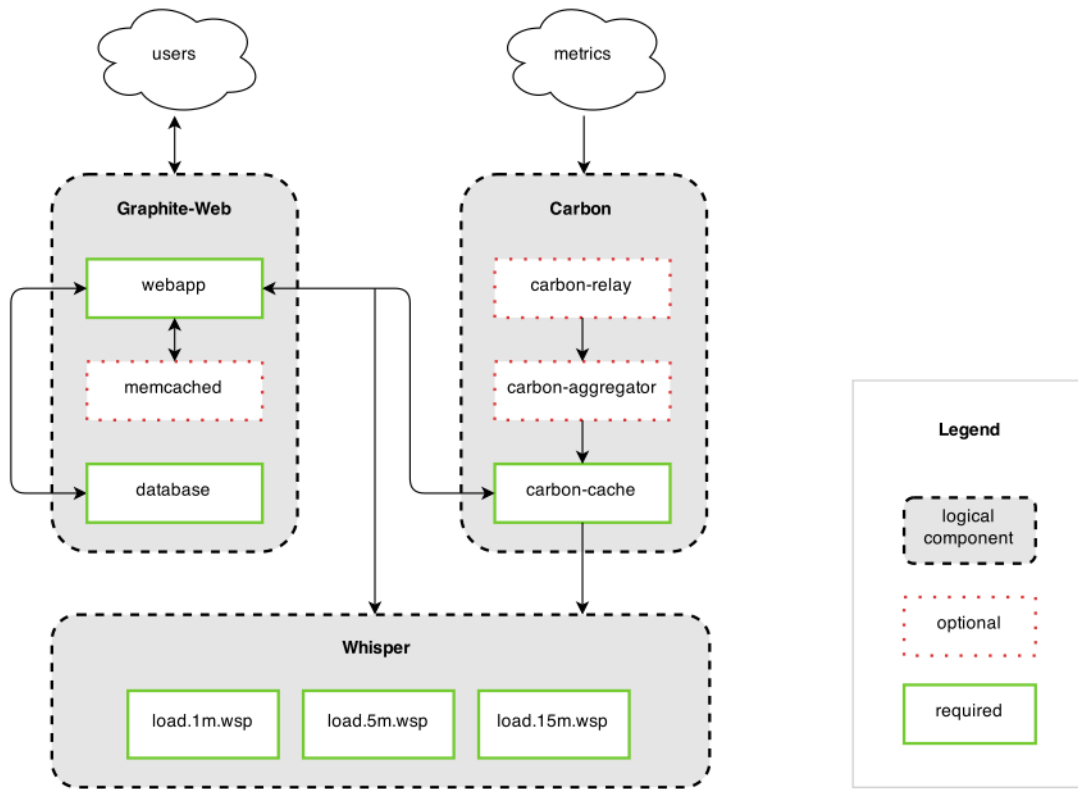 users
metrics
Graphite-Web
Carbon
webapp
carbon-relay
memcached
carbon-aggregator
database
carbon-cache
Whisper
load.1m.wsp
load.5m.wsp
load.15m.wsp
Legend
logical
component
optional
required